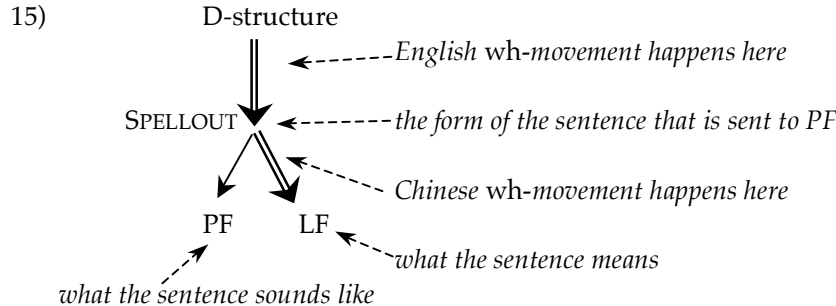 15) D-structure
English wh-movement happens here
SPELLOUT the form of the sentence that is sent to PF
Chinese wh-movement happens here
PF LF
what the sentence means
what the sentence sounds like